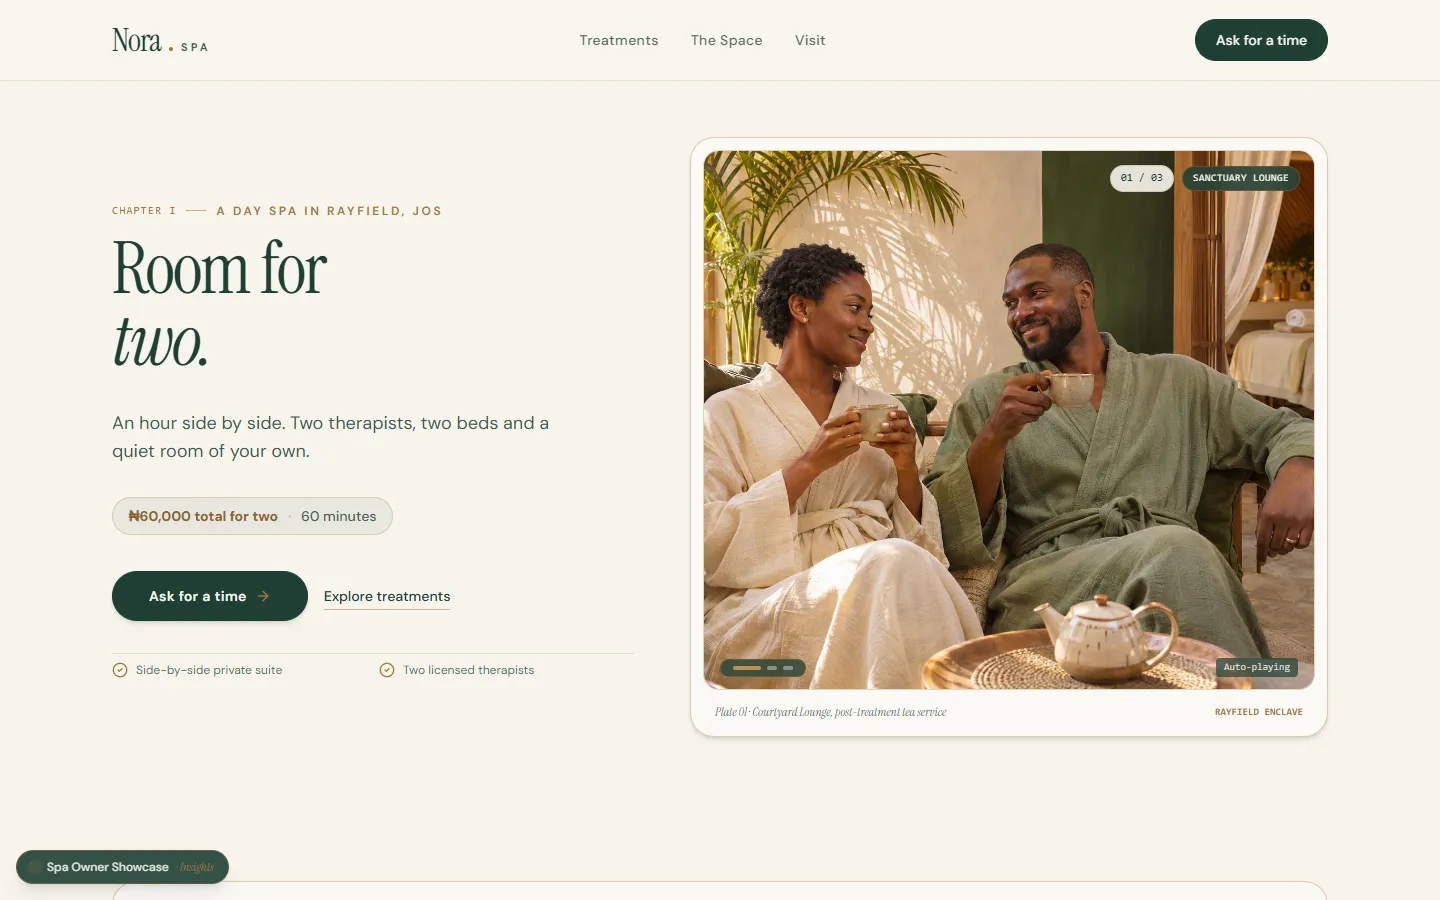 Nora . SPA
Treatments
The Space
Visit
Ask for a time
CHAPTER I — A DAY SPA IN RAYFIELD, JOS
Room for
two.
An hour side by side. Two therapists, two beds and a
quiet room of your own.
₦60,000 total for two · 60 minutes
Ask for a time →
Explore treatments
Side-by-side private suite
Two licensed therapists
01 / 03
SANCTUARY LOUNGE
Auto-playing
Plate 01 · Courtyard Lounge, post-treatment tea service
RAYFIELD ENCLAVE
Spa Owner Showcase · Insights